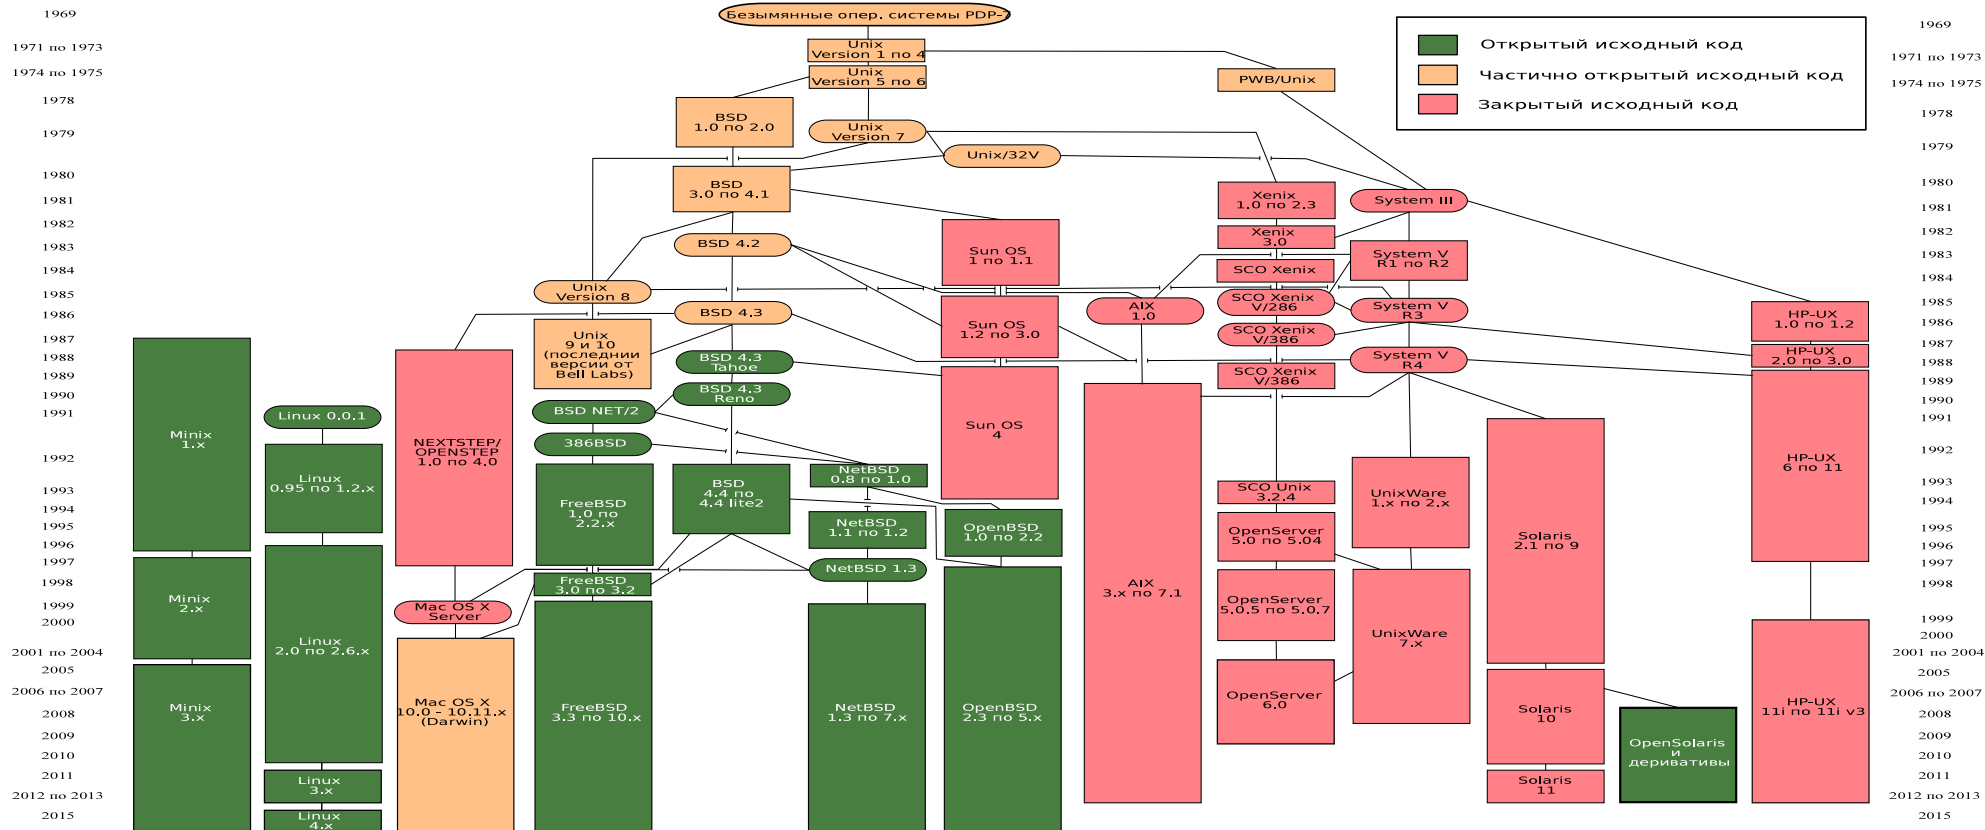 1969
1971 по 1973
1974 по 1975
1978
1979
1980
1981
1982
1983
1984
1985
1986
1987
1988
1989
1990
1991
1992
1993
1994
1995
1996
1997
1998
1999
2000
2001 по 2004
2005
2006 по 2007
2008
2009
2010
2011
2012 по 2013
2015
Безымянные опер. системы PDP-7
Unix
Version 1 по 4
Unix
Version 5 по 6
PWB/Unix
BSD
1.0 по 2.0
Unix
Version 7
Unix/32V
BSD
3.0 по 4.1
Xenix
1.0 по 2.3
System III
Xenix
3.0
BSD 4.2
Sun OS
1 по 1.1
System V
R1 по R2
SCO Xenix
Unix
Version 8
SCO Xenix
V/286
AIX
1.0
System V
R3
BSD 4.3
HP-UX
1.0 по 1.2
Sun OS
1.2 по 3.0
SCO Xenix
V/386
Unix
9 и 10
(последнии
версии от
Bell Labs)
BSD 4.3
Tahoe
System V
R4
HP-UX
2.0 по 3.0
SCO Xenix
V/386
BSD 4.3
Reno
BSD NET/2
Linux 0.0.1
Minix
1.x
NEXTSTEP/
OPENSTEP
1.0 по 4.0
386BSD
Sun OS
4
HP-UX
6 по 11
Linux
0.95 по 1.2.x
NetBSD
0.8 по 1.0
BSD
4.4 по
4.4 lite2
FreeBSD
1.0 по
2.2.x
SCO Unix
3.2.4
UnixWare
1.x по 2.x
NetBSD
1.1 по 1.2
OpenBSD
1.0 по 2.2
OpenServer
5.0 по 5.04
Solaris
2.1 по 9
NetBSD 1.3
FreeBSD
3.0 по 3.2
AIX
3.x по 7.1
Minix
2.x
Mac OS X
Server
OpenServer
5.0.5 по 5.0.7
Linux
2.0 по 2.6.x
UnixWare
7.x
Minix
3.x
Mac OS X
10.0 - 10.11.x
(Darwin)
FreeBSD
3.3 по 10.x
NetBSD
1.3 по 7.x
OpenBSD
2.3 по 5.x
OpenServer
6.0
Solaris
10
HP-UX
11i по 11i v3
OpenSolaris
и
деривативы
Linux
3.x
Solaris
11
Linux
4.x
Открытый исходный код
Частично открытый исходный код
Закрытый исходный код
1969
1971 по 1973
1974 по 1975
1978
1979
1980
1981
1982
1983
1984
1985
1986
1987
1988
1989
1990
1991
1992
1993
1994
1995
1996
1997
1998
1999
2000
2001 по 2004
2005
2006 по 2007
2008
2009
2010
2011
2012 по 2013
2015